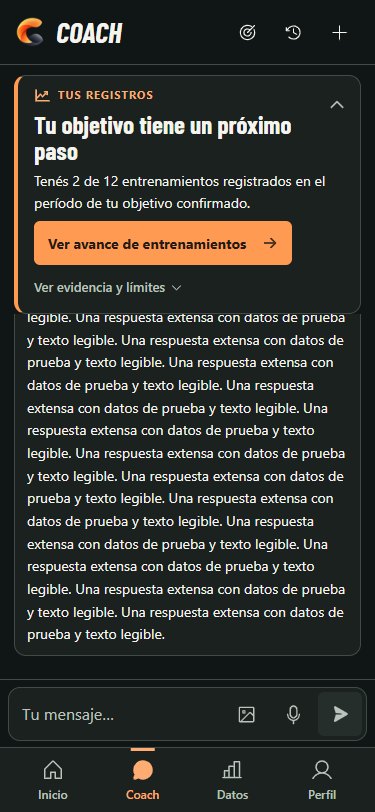 COACH
TUS REGISTROS
Tu objetivo tiene un próximo
paso
Tenés 2 de 12 entrenamientos registrados en el
período de tu objetivo confirmado.
Ver avance de entrenamientos
Ver evidencia y límites
legible. Una respuesta extensa con datos de prueba
y texto legible. Una respuesta extensa con datos de
prueba y texto legible. Una respuesta extensa con
datos de prueba y texto legible. Una respuesta
extensa con datos de prueba y texto legible. Una
respuesta extensa con datos de prueba y texto
legible. Una respuesta extensa con datos de prueba
y texto legible. Una respuesta extensa con datos de
prueba y texto legible. Una respuesta extensa con
datos de prueba y texto legible. Una respuesta
extensa con datos de prueba y texto legible. Una
respuesta extensa con datos de prueba y texto
legible. Una respuesta extensa con datos de prueba
y texto legible. Una respuesta extensa con datos de
prueba y texto legible.
Tu mensaje...
Inicio
Coach
Datos
Perfil